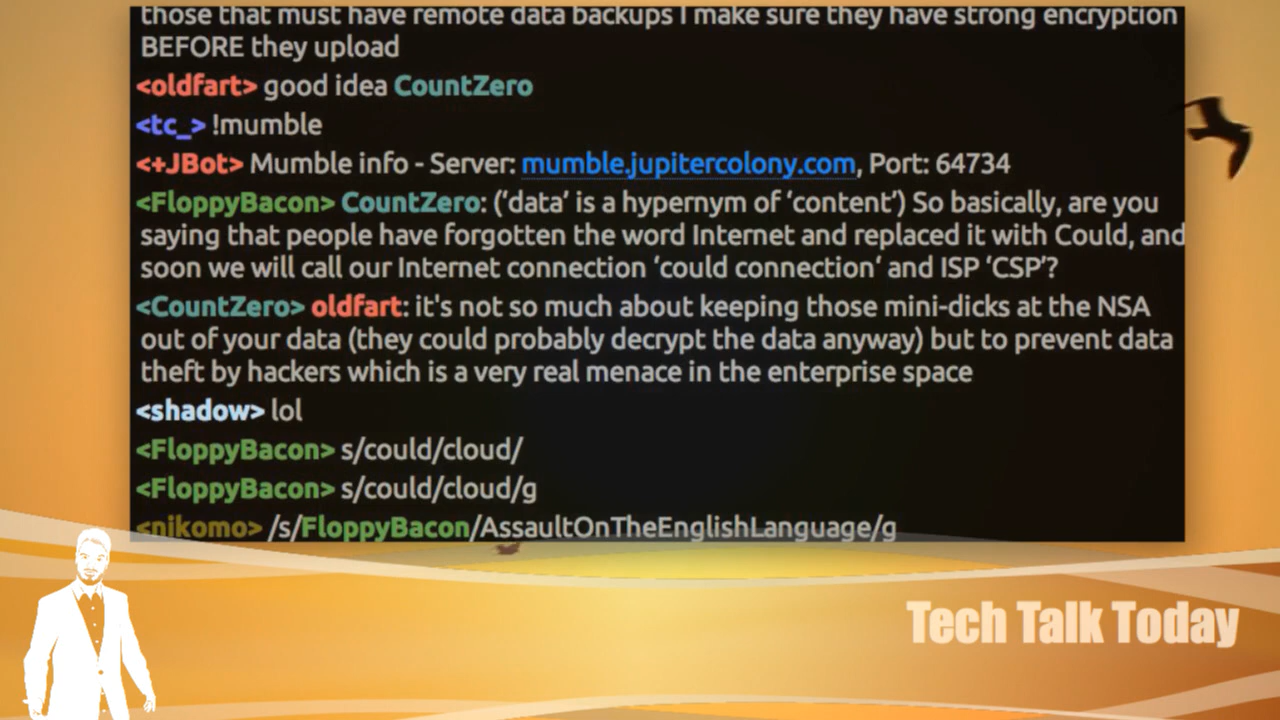 those that must have remote data backups I make sure they have strong encryption
BEFORE they upload
<oldfart> good idea CountZero
<tc_> !mumble
<+JBot> Mumble info - Server: mumble.jupitercolony.com, Port: 64734
<FloppyBacon> CountZero: (‘data’ is a hypernym of ‘content’) So basically, are you
saying that people have forgotten the word Internet and replaced it with Could, and
soon we will call our Internet connection ‘could connection’ and ISP ‘CSP’?
<CountZero> oldfart: it's not so much about keeping those mini-dicks at the NSA
out of your data (they could probably decrypt the data anyway) but to prevent data
theft by hackers which is a very real menace in the enterprise space
<shadow> lol
<FloppyBacon> s/could/cloud/
<FloppyBacon> s/could/cloud/g
<nikomo> /s/FloppyBacon/AssaultOnTheEnglishLanguage/g
Tech Talk Today